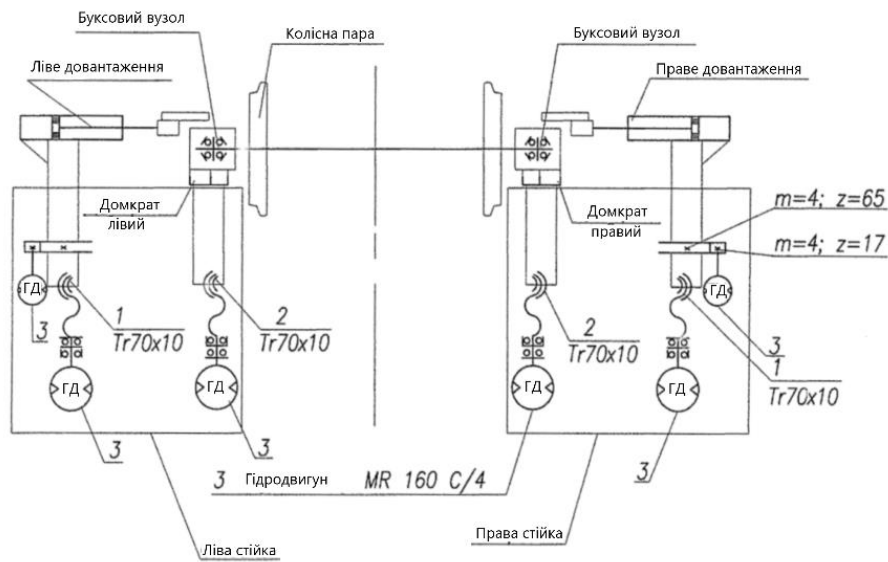 Буксовий вузол
Колісна пара
Буксовий вузол
Ліве довантаження
Праве довантаження
Домкрат
лівий
Домкрат
правий
m=4; z=65
m=4; z=17
ГД
3
1
Tr70x10
2
Tr70x10
2
Tr70x10
ГД
3
1
Tr70x10
ГД
3
ГД
3
ГД
ГД
3
3 Гідродвигун MR 160 C/4
Права стійка
Ліва стійка